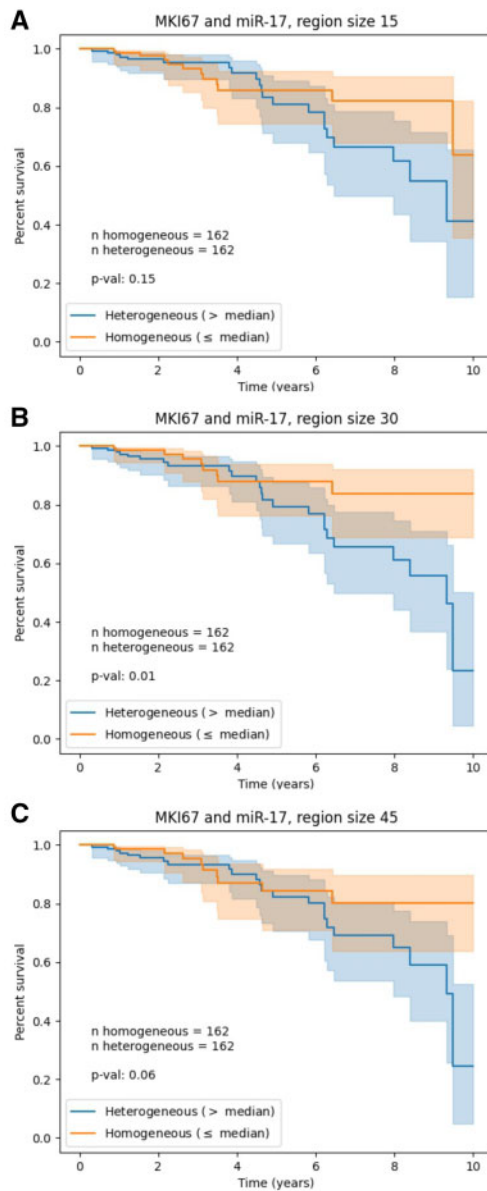 A
MKI67 and miR-17, region size 15
1.0
0.8
0.6
0.4
0.2
0.0
Percent survival
n homogeneous = 162
n heterogeneous = 162
p-val: 0.15
Heterogeneous (> median)
Homogeneous (≤ median)
0 2 4 6 8 10
Time (years)
B
MKI67 and miR-17, region size 30
1.0
0.8
0.6
0.4
0.2
0.0
Percent survival
n homogeneous = 162
n heterogeneous = 162
p-val: 0.01
Heterogeneous (> median)
Homogeneous (≤ median)
0 2 4 6 8 10
Time (years)
C
MKI67 and miR-17, region size 45
1.0
0.8
0.6
0.4
0.2
0.0
Percent survival
n homogeneous = 162
n heterogeneous = 162
p-val: 0.06
Heterogeneous (> median)
Homogeneous (≤ median)
0 2 4 6 8 10
Time (years)